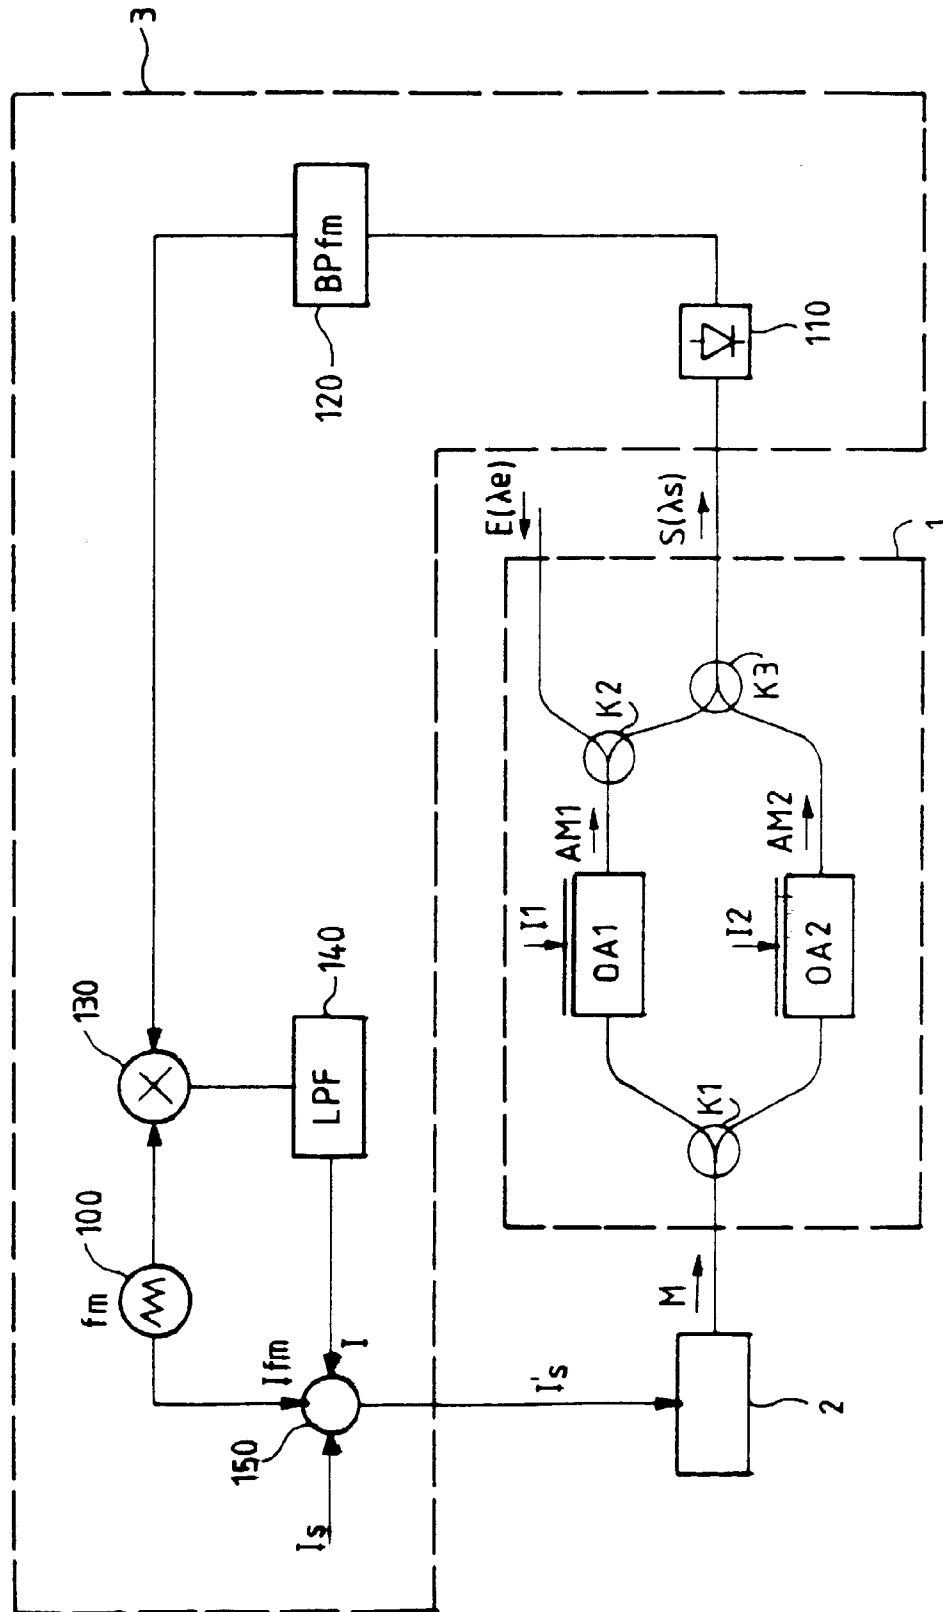 3
BPfm
120
110
130
140
LPF
100
fm
Ifm
I
150
Is
I's
E(λe)
S(λs)
1
K2
K3
AM1
AM2
I1
OA1
I2
OA2
K1
M
2